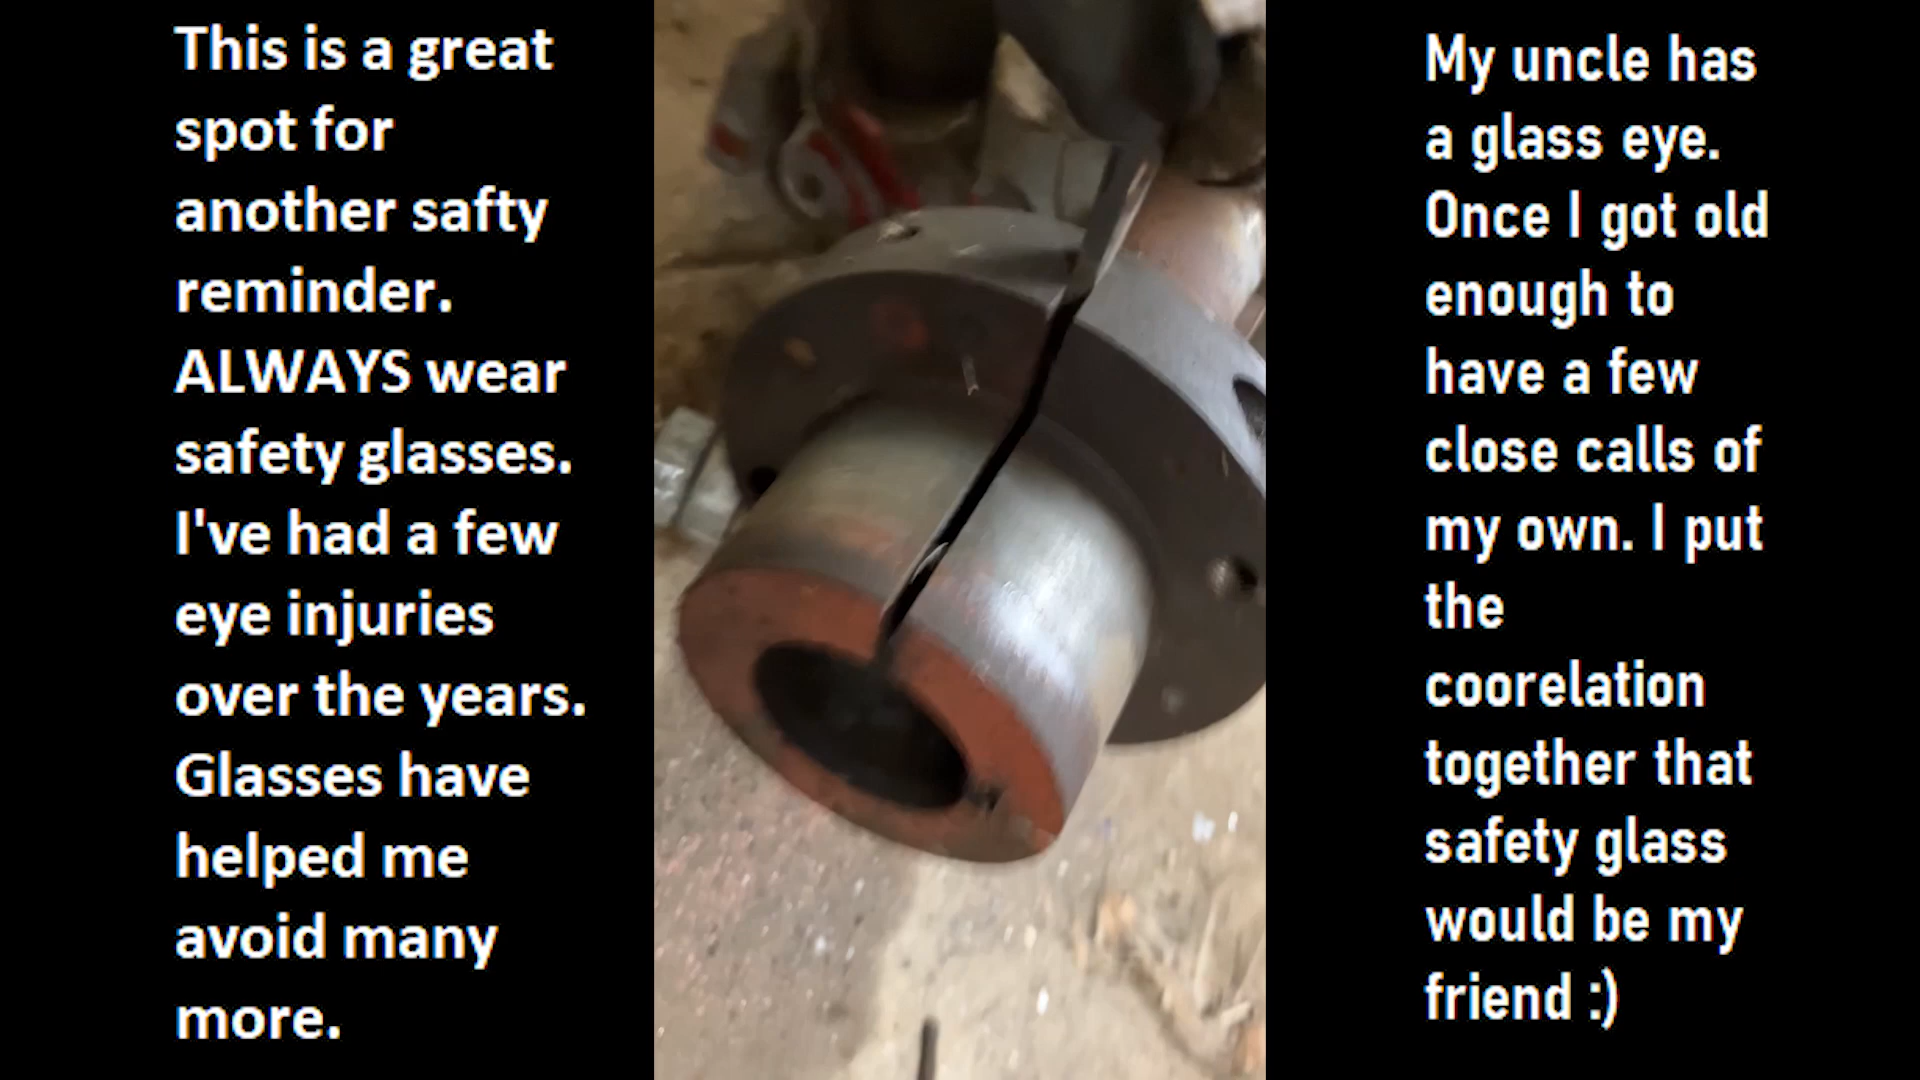 This is a great
spot for
another safty
reminder.
ALWAYS wear
safety glasses.
I've had a few
eye injuries
over the years.
Glasses have
helped me
avoid many
more.
My uncle has
a glass eye.
Once I got old
enough to
have a few
close calls of
my own. I put
the
coorelation
together that
safety glass
would be my
friend :)